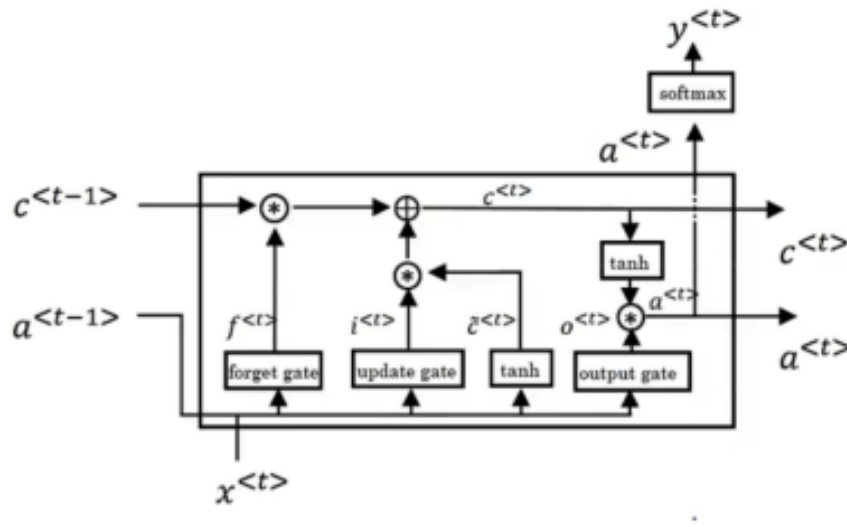 y<t>
softmax
a<t>
c<t-1>
c<t>
c<t>
tanh
a<t-1>
f<t>
i<t>
c̃<t>
o<t>
a<t>
a<t>
forget gate
update gate
tanh
output gate
x<t>